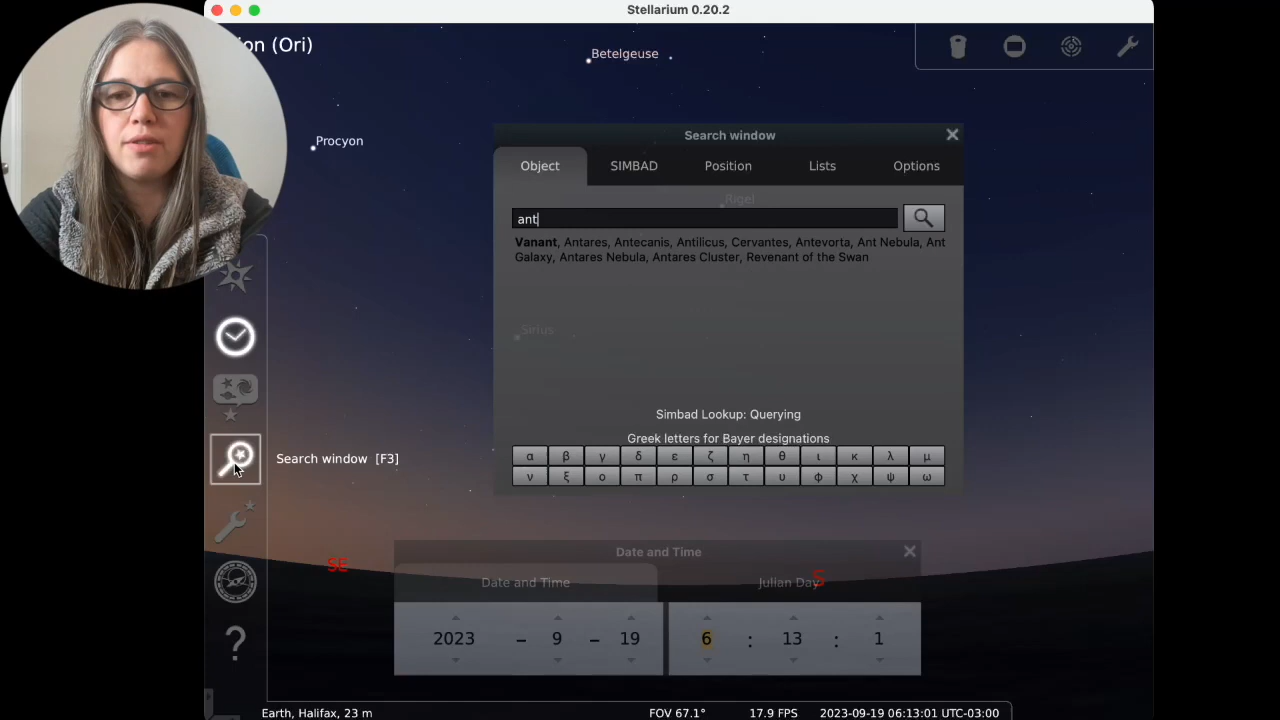 Stellarium 0.20.2
ion (Ori)
Betelgeuse
Procyon
Search window
Object SIMBAD Position Lists Options
Rigel
ant
Vanant, Antares, Antecanis, Antilicus, Cervantes, Antevorta, Ant Nebula, Ant
Galaxy, Antares Nebula, Antares Cluster, Revenant of the Swan
Sirius
Simbad Lookup: Querying
Greek letters for Bayer designations
α β γ δ ε ζ η θ ι κ λ μ
ν ξ ο π ρ σ τ υ φ χ ψ ω
Search window [F3]
SE
Date and Time
Date and Time Julian Day
S
2023 – 9 – 19 6 : 13 : 1
Earth, Halifax, 23 m FOV 67.1° 17.9 FPS 2023-09-19 06:13:01 UTC-03:00